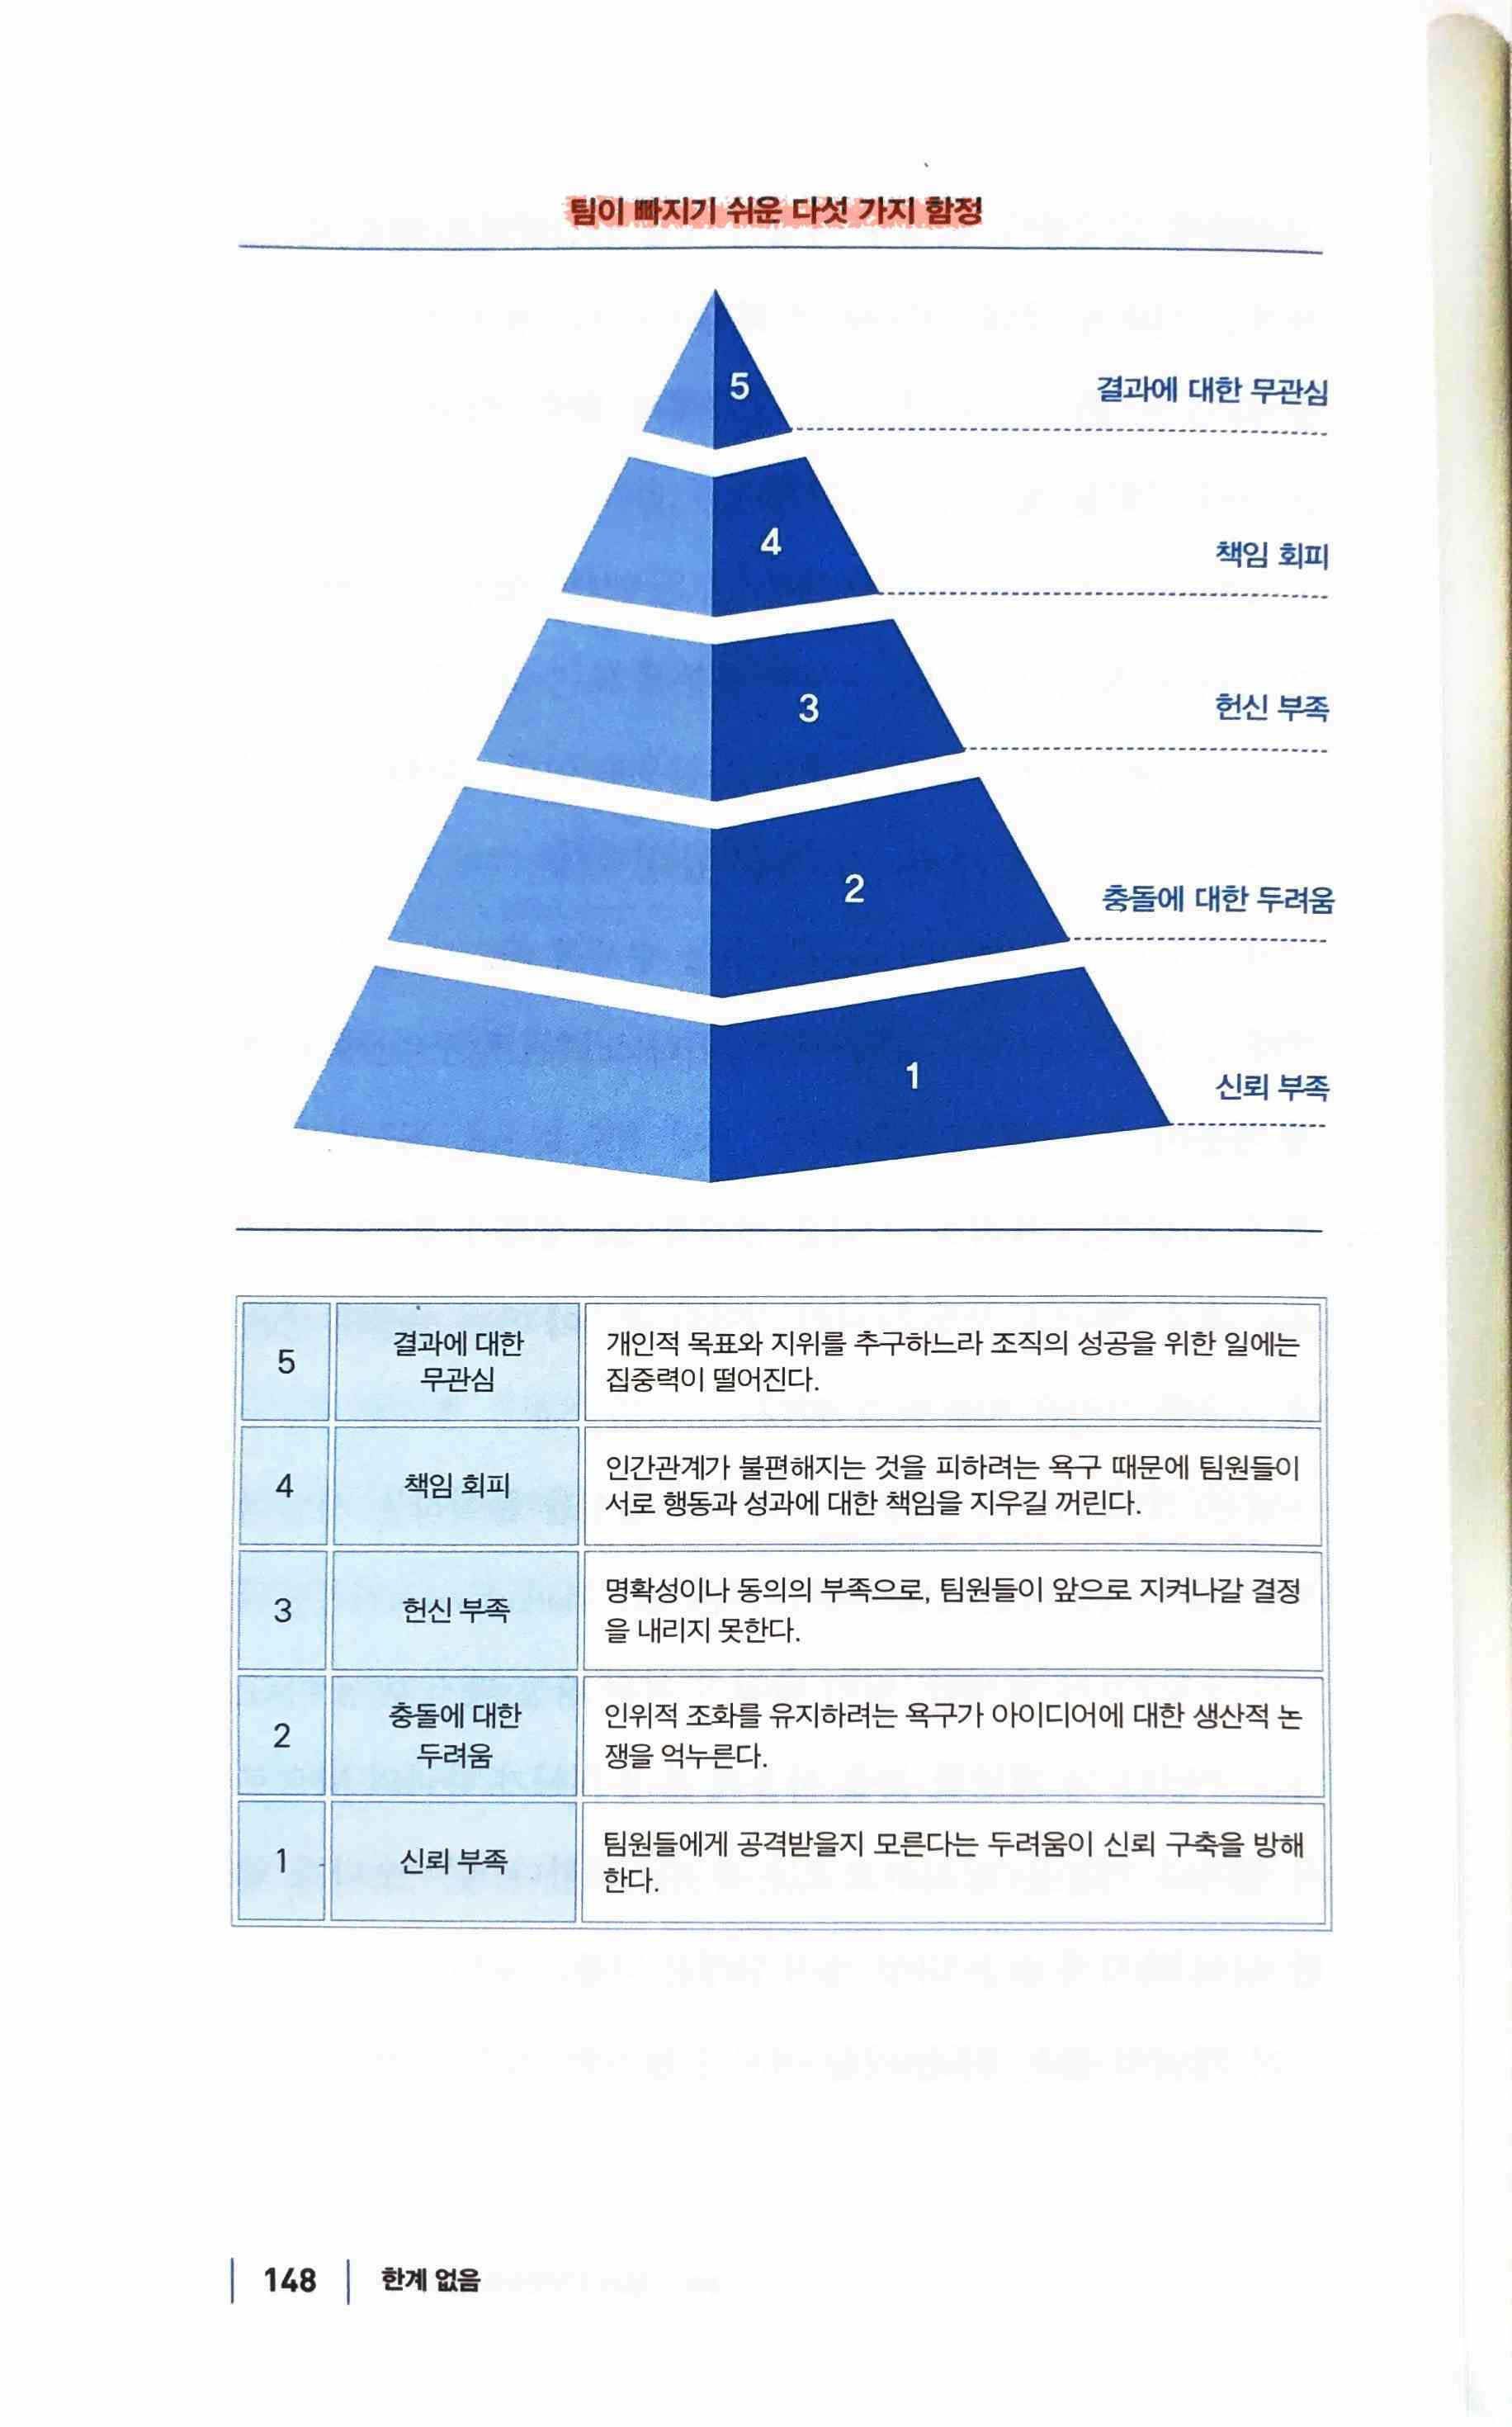 팀이 빠지기 쉬운 다섯 가지 함정
5
결과에 대한 무관심
4
책임 회피
3
헌신 부족
2
충돌에 대한 두려움
1
신뢰 부족
5
결과에 대한
무관심
개인적 목표와 지위를 추구하느라 조직의 성공을 위한 일에는
집중력이 떨어진다.
4
책임 회피
인간관계가 불편해지는 것을 피하려는 욕구 때문에 팀원들이
서로 행동과 성과에 대한 책임을 지우길 꺼린다.
3
헌신 부족
명확성이나 동의의 부족으로, 팀원들이 앞으로 지켜나갈 결정
을 내리지 못한다.
2
충돌에 대한
두려움
인위적 조화를 유지하려는 욕구가 아이디어에 대한 생산적 논
쟁을 억누른다.
1
신뢰 부족
팀원들에게 공격받을지 모른다는 두려움이 신뢰 구축을 방해
한다.
148
한계 없음